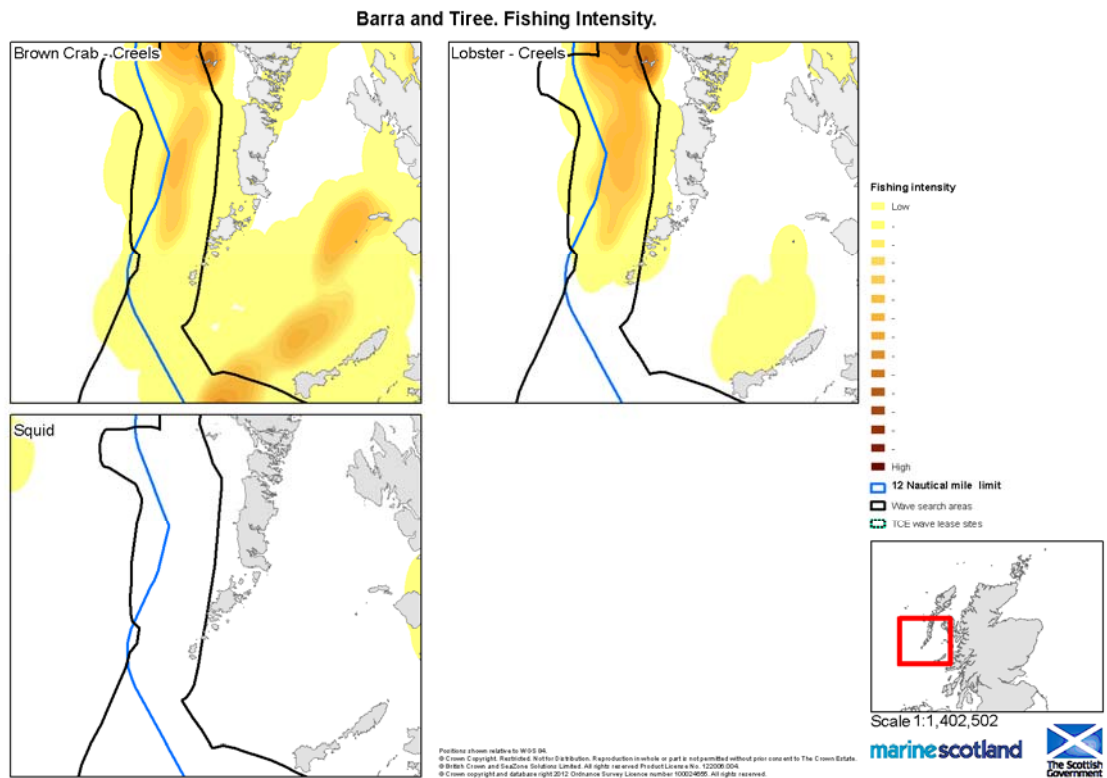 Barra and Tiree. Fishing Intensity.
Brown Crab - Creels
Lobster - Creels
Squid
Fishing intensity
Low
-
-
-
-
-
-
-
-
-
-
-
-
-
High
12 Nautical mile limit
Wave search areas
TCE wave lease sites
Scale 1:1,402,502
marinescotland
The Scottish
Government
Positions shown relative to WGS 84.
© Crown Copyright. Restricted. Not for Distribution. Reproduction in whole or part is not permitted without prior consent to The Crown Estate.
© British Crown and SeaZone Solutions Limited. All rights reserved Product Licence No. 122006.004.
© Crown copyright and database right 2012 Ordnance Survey Licence number 100024655. All rights reserved.